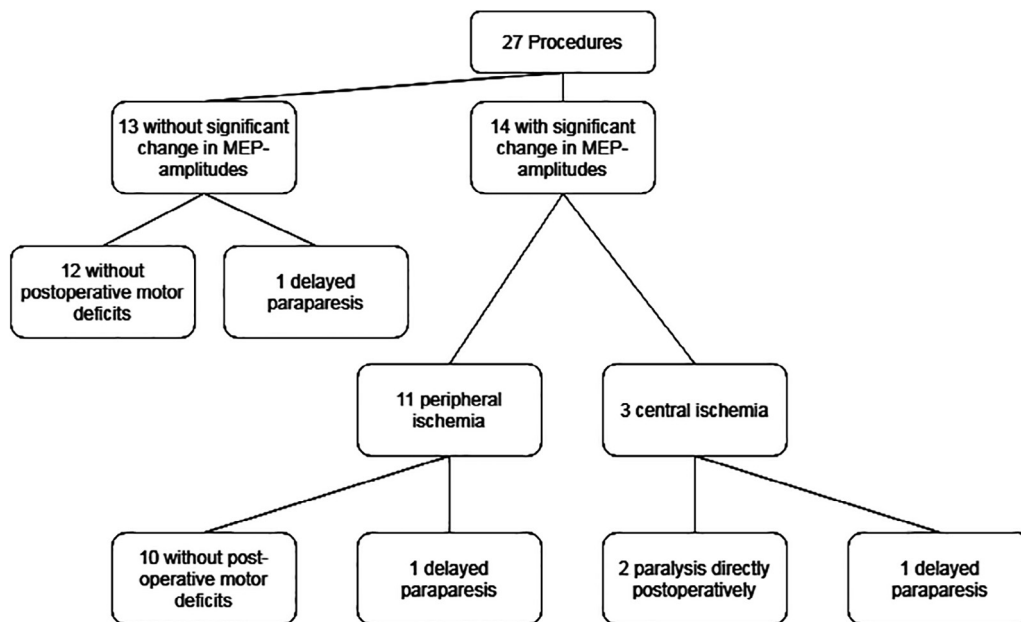 27 Procedures
13 without significant
change in MEP-
amplitudes
14 with significant
change in MEP-
amplitudes
12 without
postoperative motor
deficits
1 delayed
paraparesis
11 peripheral
ischemia
3 central ischemia
10 without post-
operative motor
deficits
1 delayed
paraparesis
2 paralysis directly
postoperatively
1 delayed
paraparesis